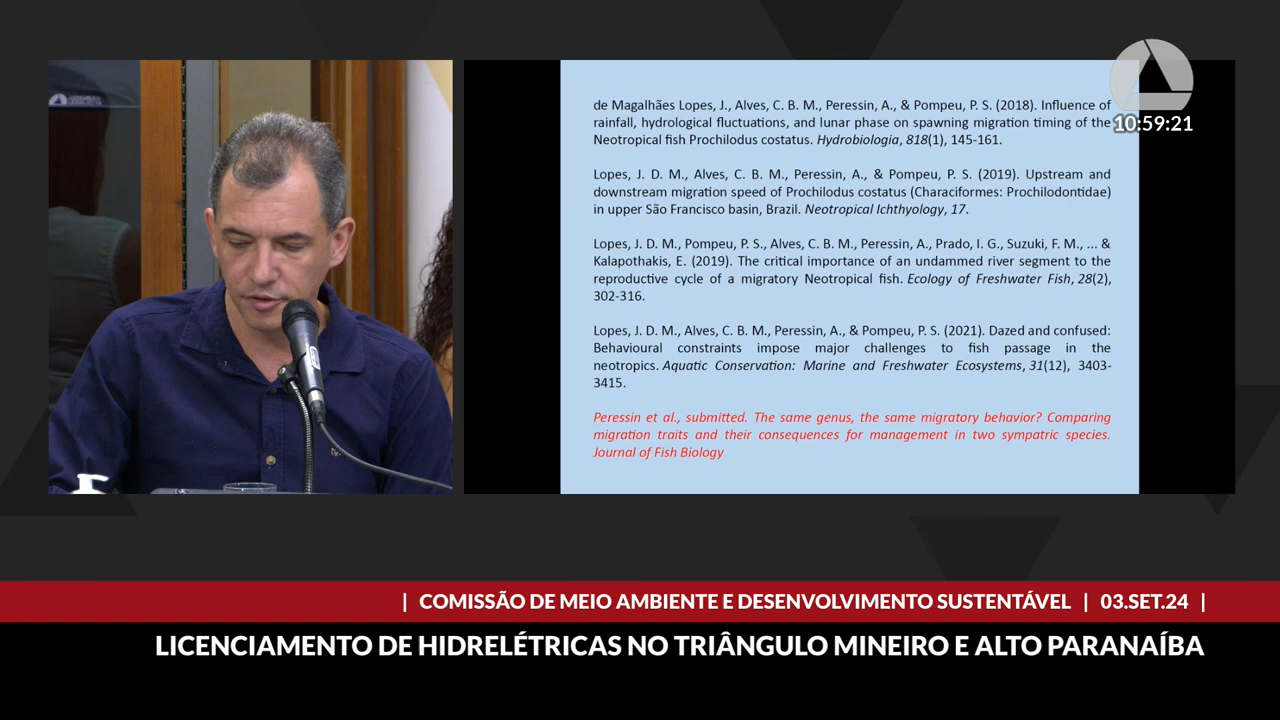 de Magalhães Lopes, J., Alves, C. B. M., Peressin, A., & Pompeu, P. S. (2018). Influence of
rainfall, hydrological fluctuations, and lunar phase on spawning migration timing of the
Neotropical fish Prochilodus costatus. Hydrobiologia, 818(1), 145-161.
Lopes, J. D. M., Alves, C. B. M., Peressin, A., & Pompeu, P. S. (2019). Upstream and
downstream migration speed of Prochilodus costatus (Characiformes: Prochilodontidae)
in upper São Francisco basin, Brazil. Neotropical Ichthyology, 17.
Lopes, J. D. M., Pompeu, P. S., Alves, C. B. M., Peressin, A., Prado, I. G., Suzuki, F. M., ... &
Kalapothakis, E. (2019). The critical importance of an undammed river segment to the
reproductive cycle of a migratory Neotropical fish. Ecology of Freshwater Fish, 28(2),
302-316.
Lopes, J. D. M., Alves, C. B. M., Peressin, A., & Pompeu, P. S. (2021). Dazed and confused:
Behavioural constraints impose major challenges to fish passage in the
neotropics. Aquatic Conservation: Marine and Freshwater Ecosystems, 31(12), 3403-
3415.
Peressin et al., submitted. The same genus, the same migratory behavior? Comparing
migration traits and their consequences for management in two sympatric species.
Journal of Fish Biology
10:59:21
| COMISSÃO DE MEIO AMBIENTE E DESENVOLVIMENTO SUSTENTÁVEL | 03.SET.24 |
LICENCIAMENTO DE HIDRELÉTRICAS NO TRIÂNGULO MINEIRO E ALTO PARANAÍBA